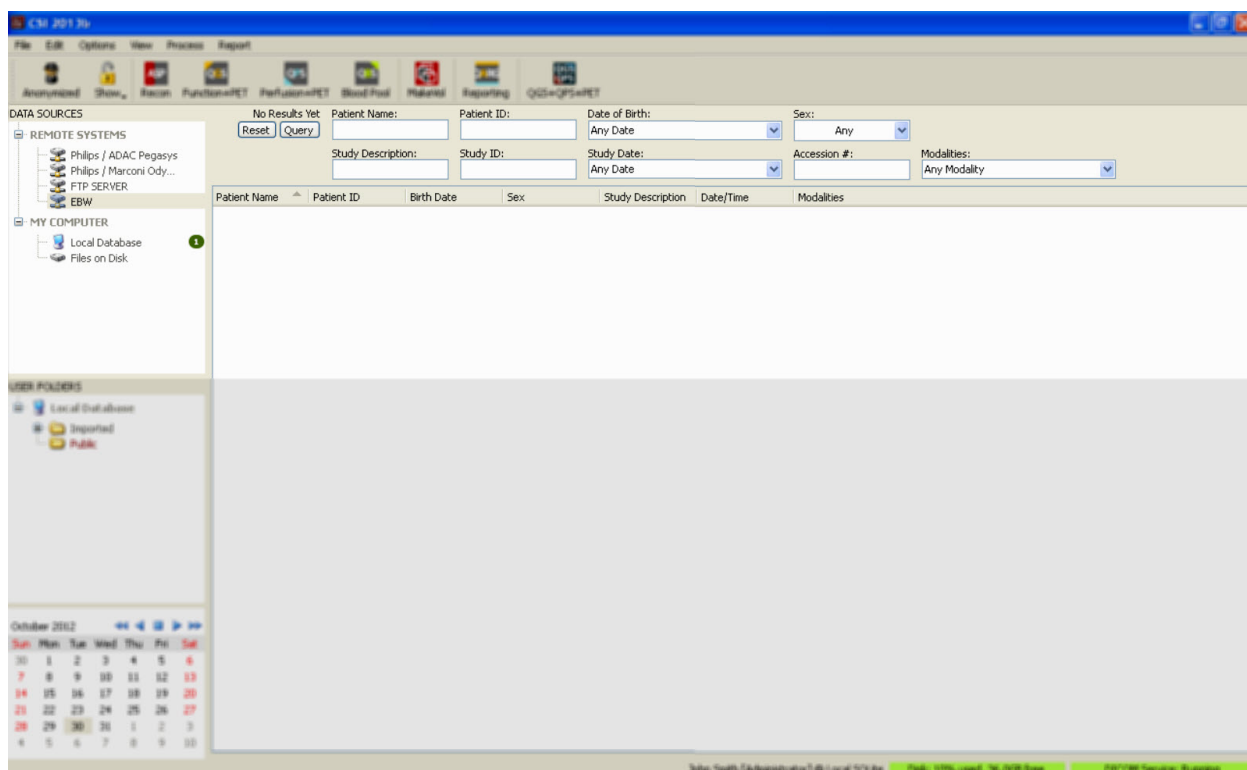 CSI 2013b
File Edit Options View Process Report
Anonymized Show... Recon Function+PET Perfusion+PET Blood Pool Material Reporting QGS+QPS+PET
DATA SOURCES
REMOTE SYSTEMS
Philips / ADAC Pegasys
Philips / Marconi Ody...
FTP SERVER
EBW
MY COMPUTER
Local Database 1
Files on Disk
No Results Yet Patient Name: Patient ID: Date of Birth: Sex:
Reset Query Any Date Any
Study Description: Study ID: Study Date: Accession #: Modalities:
Any Date Any Modality
Patient Name Patient ID Birth Date Sex Study Description Date/Time Modalities
USER FOLDERS
Local Database
Imported
Public
October 2012
Sun Mon Tue Wed Thu Fri Sat
30 1 2 3 4 5 6
7 8 9 10 11 12 13
14 15 16 17 18 19 20
21 22 23 24 25 26 27
28 29 30 31 1 2 3
4 5 6 7 8 9 10
John Smith [Administrator] @ Local
DICOM Service: Running